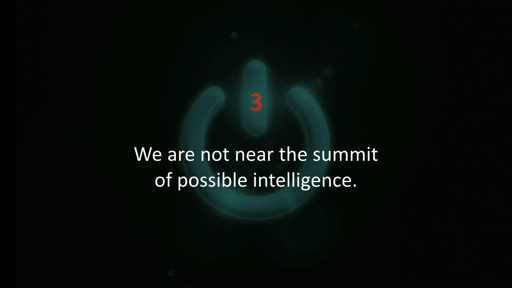 3
We are not near the summit
of possible intelligence.